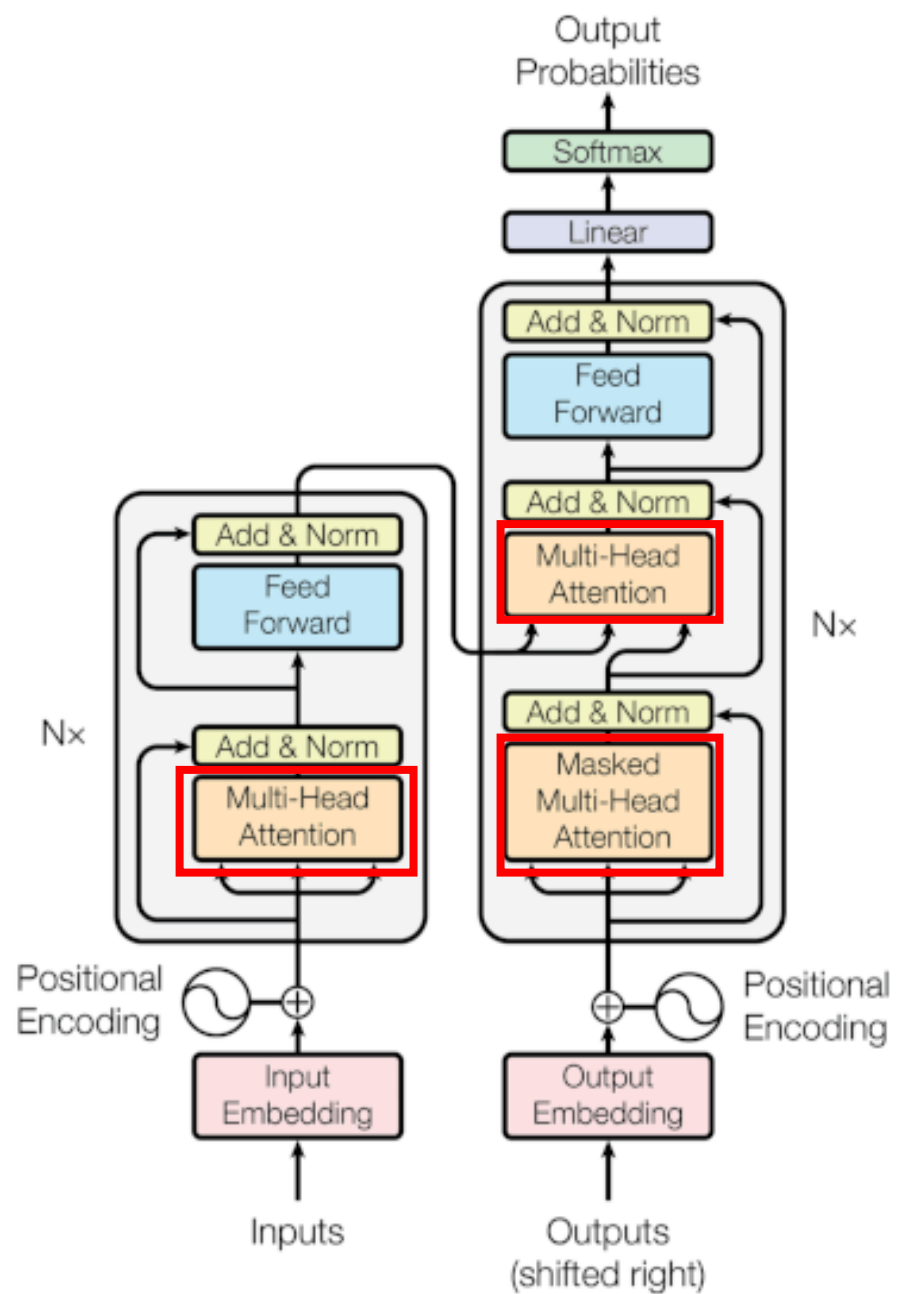 Output
Probabilities
Softmax
Linear
Add & Norm
Feed
Forward
Add & Norm
Multi-Head
Attention
Nx
Add & Norm
Masked
Multi-Head
Attention
Add & Norm
Feed
Forward
Nx
Add & Norm
Multi-Head
Attention
Positional
Encoding
Positional
Encoding
Input
Embedding
Output
Embedding
Inputs
Outputs
(shifted right)